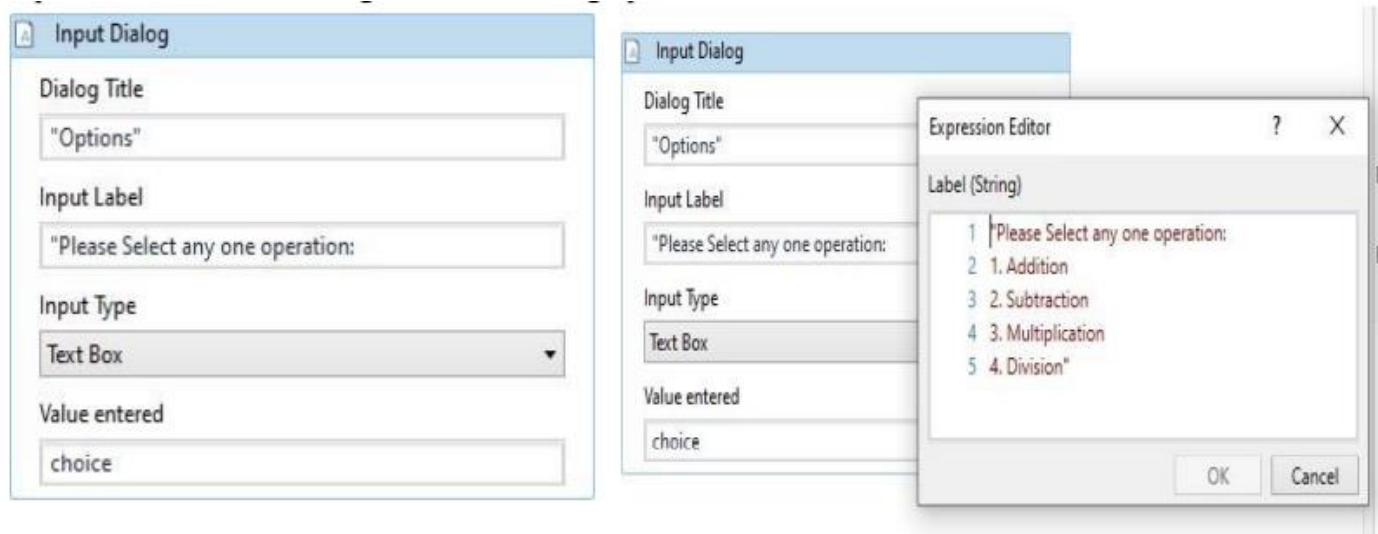 Input Dialog
Dialog Title
"Options"
Input Label
"Please Select any one operation:
Input Type
Text Box
Value entered
choice
Input Dialog
Dialog Title
"Options"
Input Label
"Please Select any one operation:
Input Type
Text Box
Value entered
choice
Expression Editor ? X
Label (String)
1 "Please Select any one operation:
2 1. Addition
3 2. Subtraction
4 3. Multiplication
5 4. Division"
OK Cancel